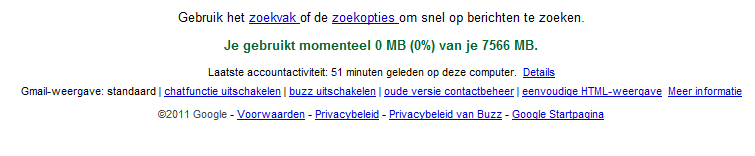 Gebruik het zoekvak of de zoekopties om snel op berichten te zoeken.
Je gebruikt momenteel 0 MB (0%) van je 7566 MB.
Laatste accountactiviteit: 51 minuten geleden op deze computer. Details
Gmail-weergave: standaard | chatfunctie uitschakelen | buzz uitschakelen | oude versie contactbeheer | eenvoudige HTML-weergave Meer informatie
©2011 Google - Voorwaarden - Privacybeleid - Privacybeleid van Buzz - Google Startpagina